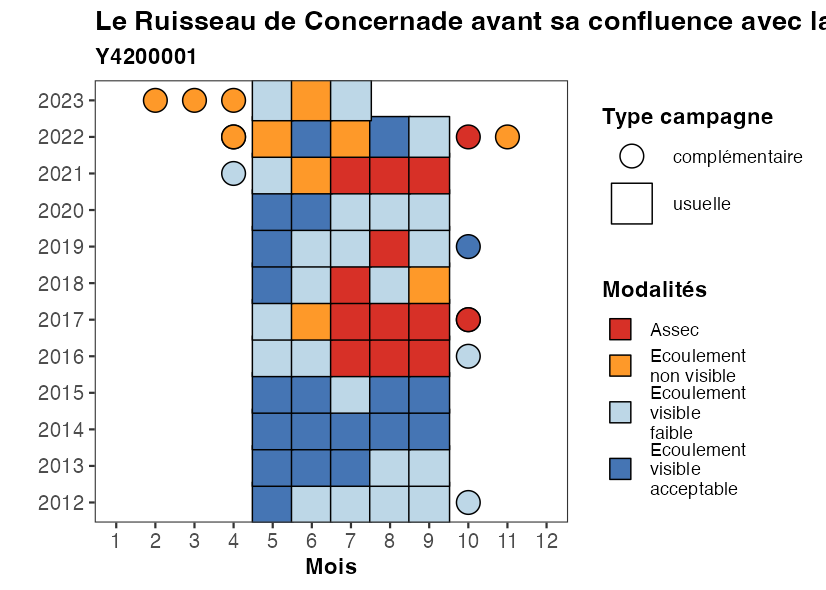 Le Ruisseau de Concernade avant sa confluence avec la
Y4200001
2023
2022
2021
2020
2019
2018
2017
2016
2015
2014
2013
2012
1 2 3 4 5 6 7 8 9 10 11 12
Mois
Type campagne
complémentaire
usuelle
Modalités
Assec
Ecoulement
non visible
Ecoulement
visible
faible
Ecoulement
visible
acceptable